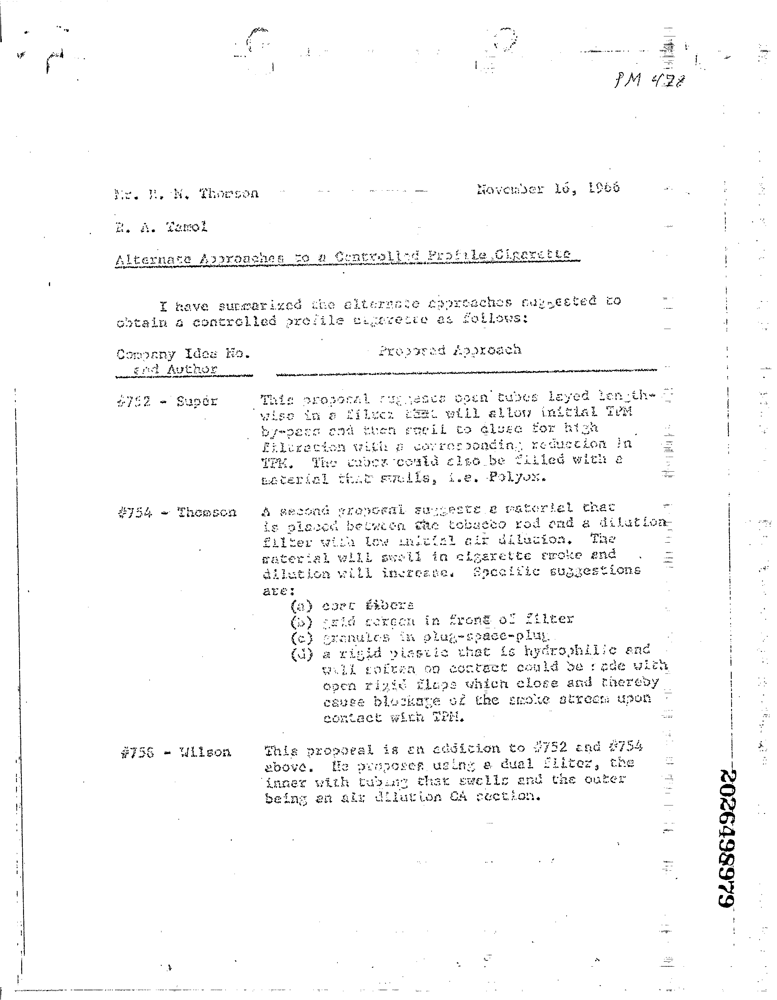 PM 478
Mr. R. N. Thomson November 16, 1966
R. A. Tamol
Alternate Approaches to a Controlled Profile Cigarette
I have summarized the alternate approaches suggested to
obtain a controlled profile cigarette as follows:
Company Idea No. Proposed Approach
and Author
#752 - Super This proposal suggests open tubes layed length-
wise in a filter that will allow initial TPM
by-pass and then swell to close for high
filtration with a corresponding reduction in
TPM. The tubes could also be filled with a
material that swells, i.e. Polyox.
#754 - Thomson A second proposal suggests a material that
is placed between the tobacco rod and a dilution
filter with low initial air dilution. The
material will swell in cigarette smoke and
dilution will increase. Specific suggestions
are:
(a) coat fibers
(b) grid screen in front of filter
(c) granules in plug-space-plug
(d) a rigid plastic that is hydrophilic and
will soften on contact could be made with
open rigid flaps which close and thereby
cause blockage of the smoke stream upon
contact with TPM.
#758 - Wilson This proposal is an addition to #752 and #754
above. He proposes using a dual filter, the
inner with tubing that swells and the outer
being an air dilution CA section.
2026498979